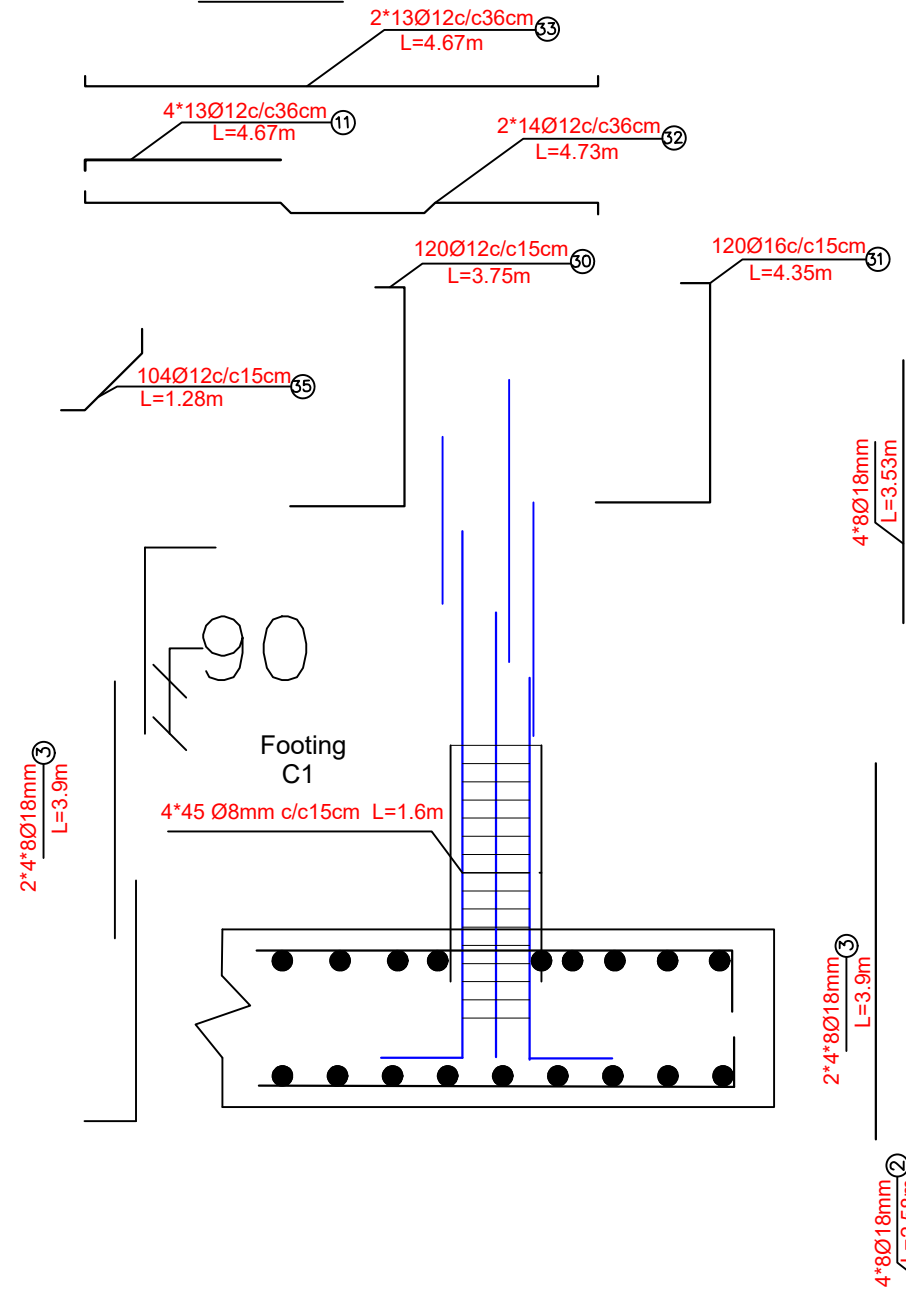 2*13Ø12c/c36cm 33
L=4.67m
4*13Ø12c/c36cm 11
L=4.67m
2*14Ø12c/c36cm 32
L=4.73m
120Ø12c/c15cm 30
L=3.75m
120Ø16c/c15cm 31
L=4.35m
104Ø12c/c15cm 35
L=1.28m
4*8Ø18mm
L=3.53m
90
Footing
C1
2*4*8Ø18mm 3
L=3.9m
4*45 Ø8mm c/c15cm L=1.6m
2*4*8Ø18mm 3
L=3.9m
4*8Ø18mm 2